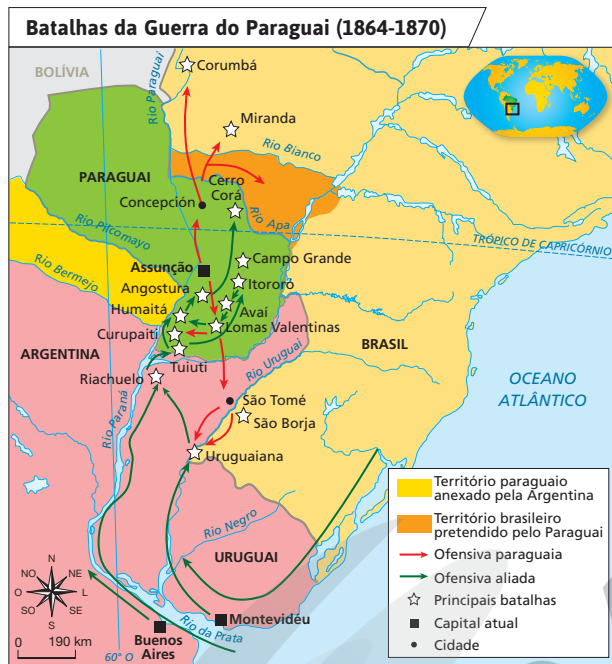 Batalhas da Guerra do Paraguai (1864-1870)
BOLÍVIA
Rio Paraguai
Corumbá
Miranda
Rio Bianco
PARAGUAI
Cerro
Corá
Concepción
Rio Apa
Rio Pilcomayo
TRÓPICO DE CAPRICÓRNIO
Rio Bermejo
Assunção
Campo Grande
Angostura
Itororó
Humaitá
Avaí
Curupaiti
Lomas Valentinas
ARGENTINA
BRASIL
Tuiuti
Rio Uruguai
Riachuelo
OCEANO
ATLÂNTICO
São Tomé
Rio Paraná
São Borja
Uruguaiana
Rio Negro
URUGUAI
Montevidéu
Rio da Prata
Buenos
Aires
60° O
N
NO
NE
O
L
SO
SE
S
0 190 km
Território paraguaio
anexado pela Argentina
Território brasileiro
pretendido pelo Paraguai
Ofensiva paraguaia
Ofensiva aliada
Principais batalhas
Capital atual
Cidade